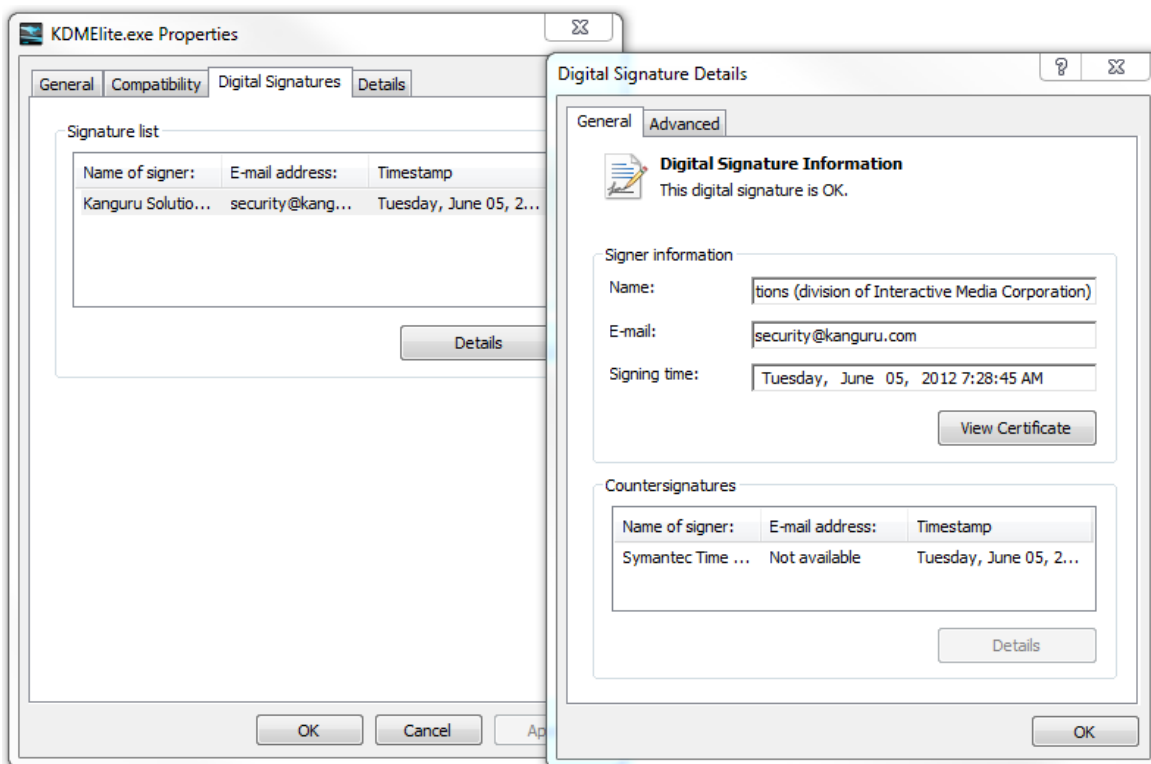 KDMElite.exe Properties
General Compatibility Digital Signatures Details
Signature list
Name of signer: E-mail address: Timestamp
Kanguru Solutio... security@kang... Tuesday, June 05, 2...
Details
OK Cancel Ap
Digital Signature Details
General Advanced
Digital Signature Information
This digital signature is OK.
Signer information
Name: tions (division of Interactive Media Corporation)
E-mail: security@kanguru.com
Signing time: Tuesday, June 05, 2012 7:28:45 AM
View Certificate
Countersignatures
Name of signer: E-mail address: Timestamp
Symantec Time ... Not available Tuesday, June 05, 2...
Details
OK